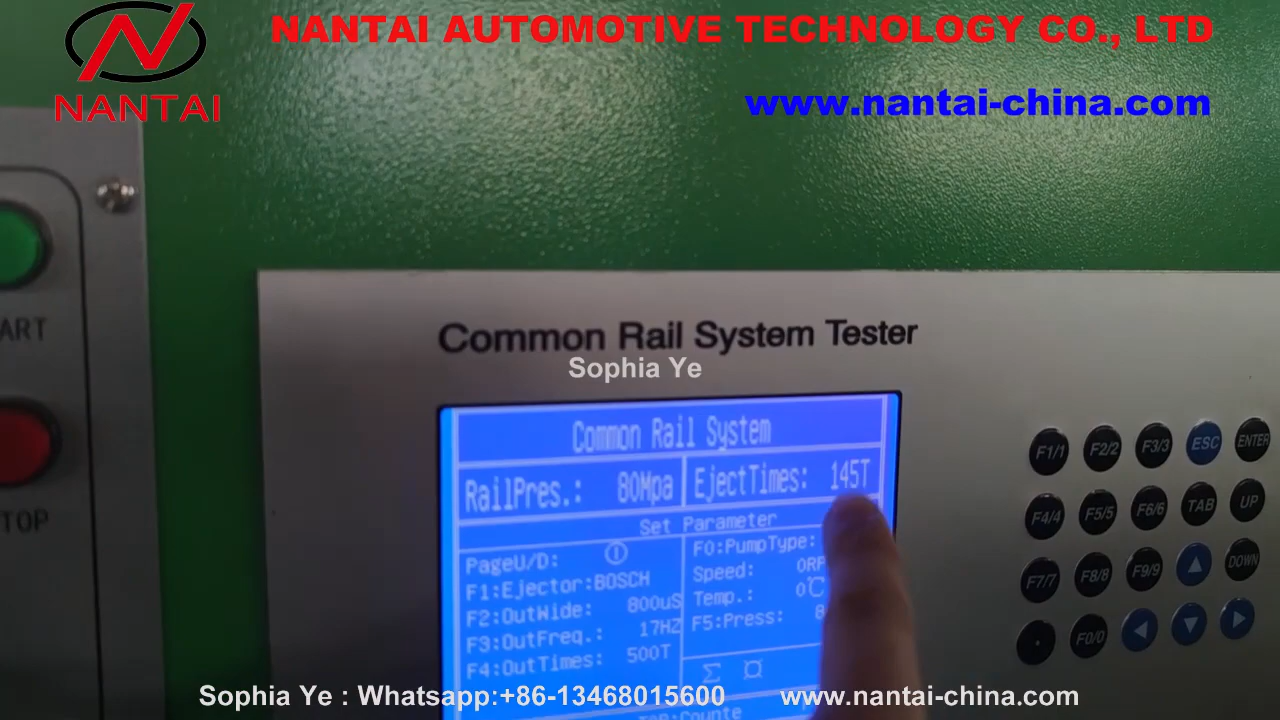 NANTAI AUTOMOTIVE TECHNOLOGY CO., LTD
NANTAI
www.nantai-china.com
ART
TOP
Common Rail System Tester
Sophia Ye
Common Rail System
RailPres.: 80Mpa
EjectTimes: 145T
Set Parameter
PageU/D:
F1:Ejector:BOSCH
F2:OutWide: 800uS
F3:OutFreq.: 17HZ
F4:OutTimes: 500T
F0:PumpType:
Speed: 0RP
Temp.: 0℃
F5:Press: 8
Σ ¤
F1/1 F2/2 F3/3 ESC ENTER
F4/4 F5/5 F6/6 TAB UP
F7/7 F8/8 F9/9 ▲ DOWN
. F0/0 ◀ ▼ ▶
Sophia Ye : Whatsapp:+86-13468015600 www.nantai-china.com